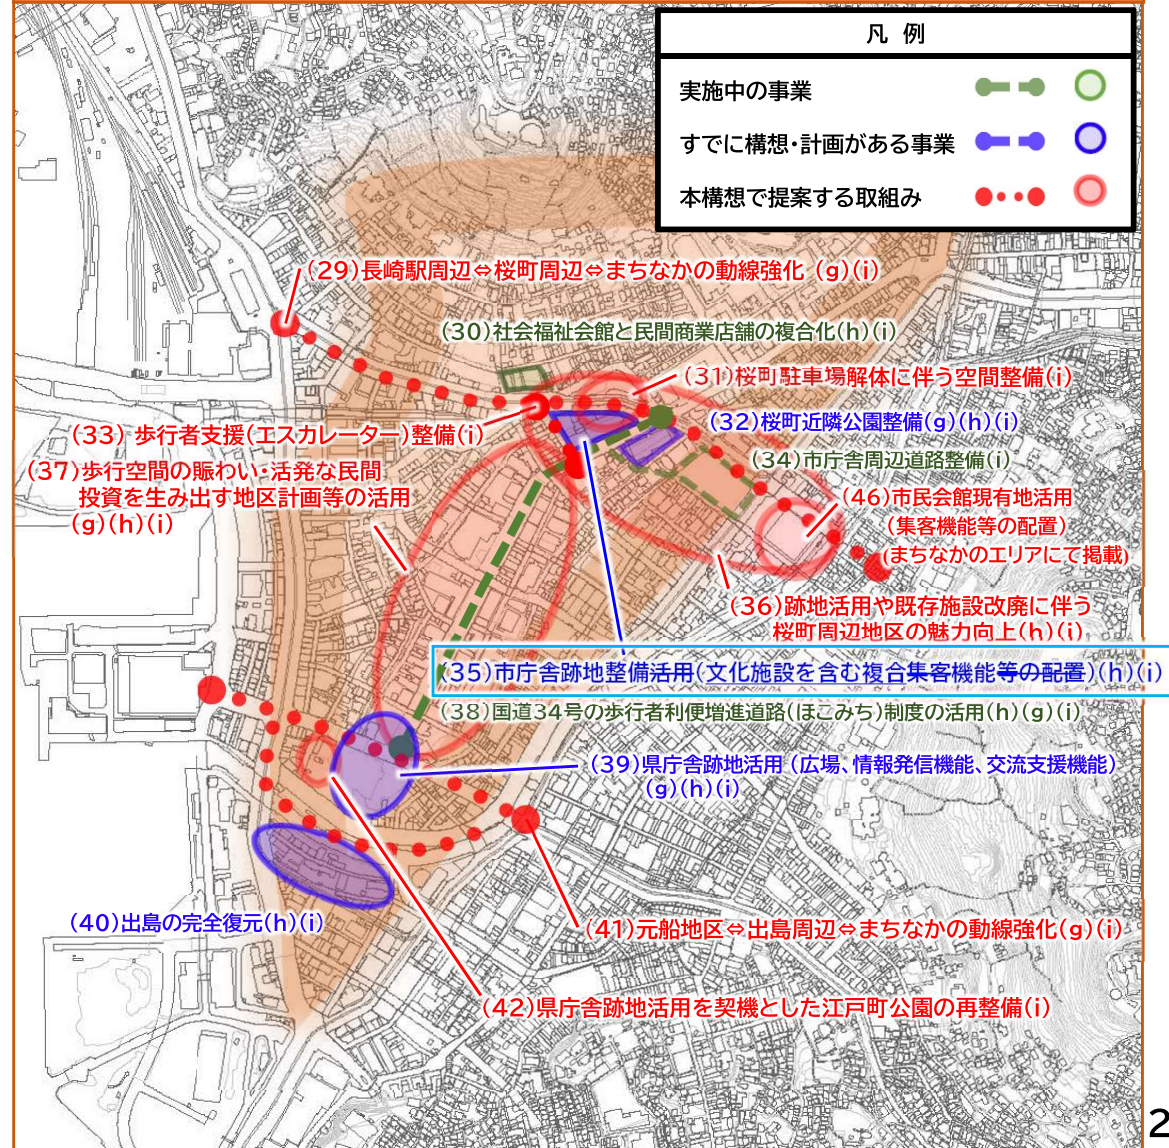 凡 例
実施中の事業
すでに構想・計画がある事業
本構想で提案する取組み
(29)長崎駅周辺⇔桜町周辺⇔まちなかの動線強化 (g)(i)
(30)社会福祉会館と民間商業店舗の複合化(h)(i)
(31)桜町駐車場解体に伴う空間整備(i)
(32)桜町近隣公園整備(g)(h)(i)
(33) 歩行者支援(エスカレーター)整備(i)
(34)市庁舎周辺道路整備(i)
(37)歩行空間の賑わい・活発な民間
投資を生み出す地区計画等の活用
(g)(h)(i)
(46)市民会館現有地活用
(集客機能等の配置)
(まちなかのエリアにて掲載)
(36)跡地活用や既存施設改廃に伴う
桜町周辺地区の魅力向上(h)(i)
(35)市庁舎跡地整備活用(文化施設を含む複合集客機能等の配置)(h)(i)
(38)国道34号の歩行者利便増進道路(ほこみち)制度の活用(h)(g)(i)
(39)県庁舎跡地活用 (広場、情報発信機能、交流支援機能)
(g)(h)(i)
(40)出島の完全復元(h)(i)
(41)元船地区⇔出島周辺⇔まちなかの動線強化(g)(i)
(42)県庁舎跡地活用を契機とした江戸町公園の再整備(i)
2